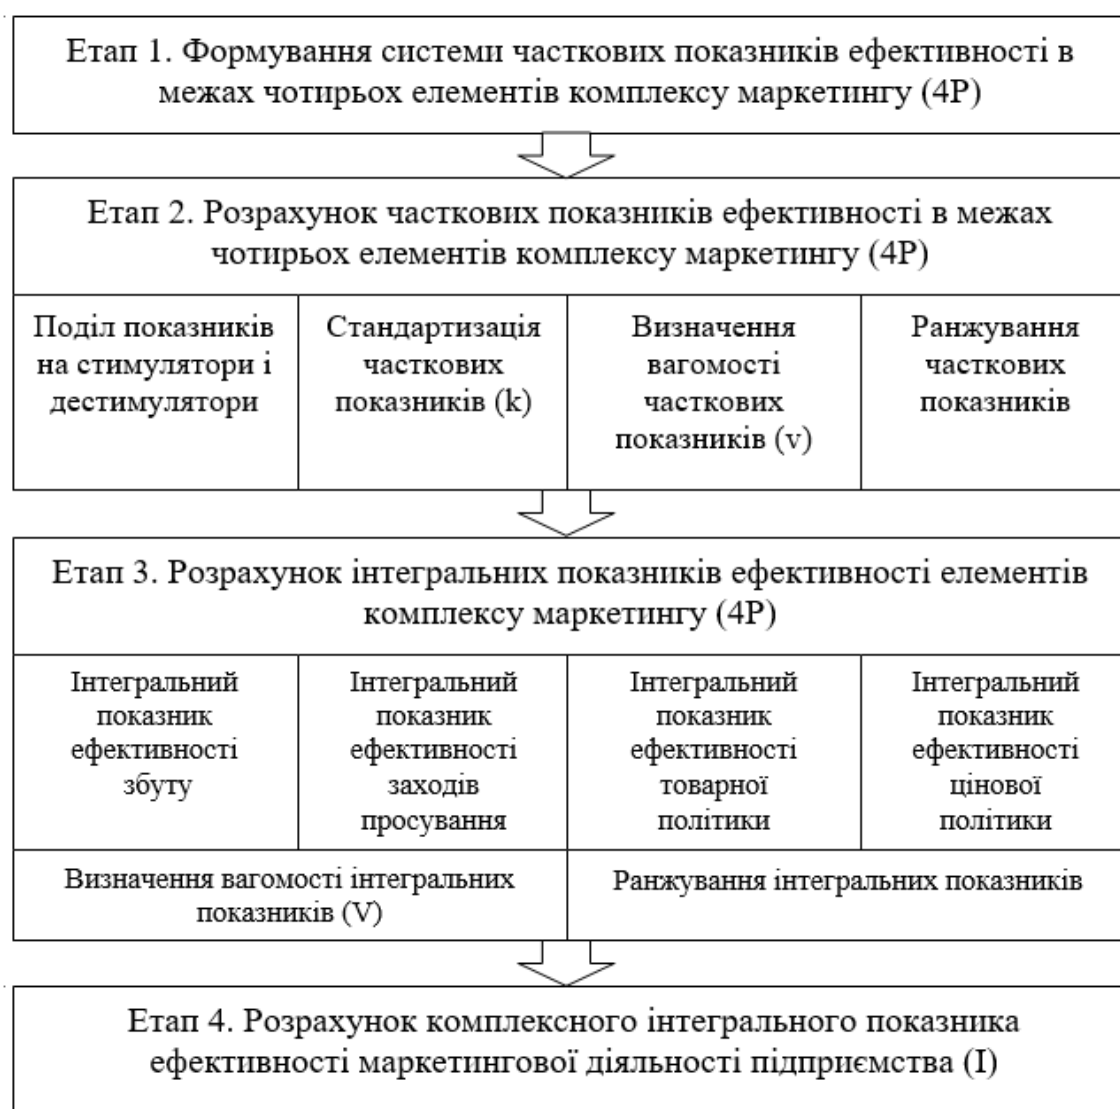 Етап 1. Формування системи часткових показників ефективності в
межах чотирьох елементів комплексу маркетингу (4Р)
Етап 2. Розрахунок часткових показників ефективності в межах
чотирьох елементів комплексу маркетингу (4Р)
Поділ показників
на стимулятори і
дестимулятори
Стандартизація
часткових
показників (k)
Визначення
вагомості
часткових
показників (v)
Ранжування
часткових
показників
Етап 3. Розрахунок інтегральних показників ефективності елементів
комплексу маркетингу (4Р)
Інтегральний
показник
ефективності
збуту
Інтегральний
показник
ефективності
заходів
просування
Інтегральний
показник
ефективності
товарної
політики
Інтегральний
показник
ефективності
цінової
політики
Визначення вагомості інтегральних
показників (V)
Ранжування інтегральних показників
Етап 4. Розрахунок комплексного інтегрального показника
ефективності маркетингової діяльності підприємства (І)